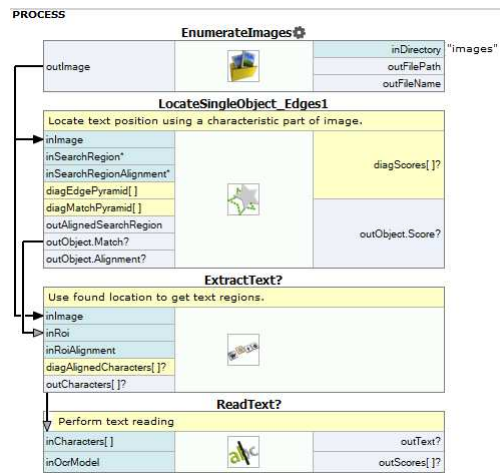 PROCESS
EnumerateImages
outImage
inDirectory "images"
outFilePath
outFileName
LocateSingleObject_Edges1
Locate text position using a characteristic part of image.
inImage
inSearchRegion*
inSearchRegionAlignment*
diagEdgePyramid[ ]
diagMatchPyramid[ ]
outAlignedSearchRegion
outObject.Match?
outObject.Alignment?
diagScores[ ]?
outObject.Score?
ExtractText?
Use found location to get text regions.
inImage
inRoi
inRoiAlignment
diagAlignedCharacters[ ]?
outCharacters[ ]?
ReadText?
Perform text reading
inCharacters[ ]
inOcrModel
abc
outText?
outScores[ ]?